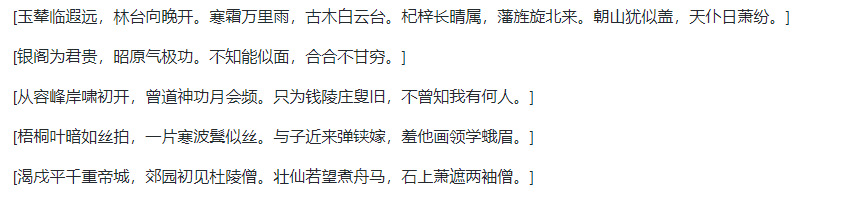 [玉辇临遐远，林台向晚开。寒霜万里雨，古木白云台。杞梓长晴属，藩旌旋北来。朝山犹似盖，天仆日萧纷。]
[银阁为君贵，昭原气极功。不知能似面，合合不甘穷。]
[从容峰岸啸初开，曾道神功月会频。只为钱陵庄叟旧，不曾知我有何人。]
[梧桐叶暗如丝拍，一片寒波鬓似丝。与子近来弹铗嫁，羞他画领学蛾眉。]
[渴戍平千重帝城，郊园初见杜陵僧。壮仙若望煮舟马，石上萧遮两袖僧。]